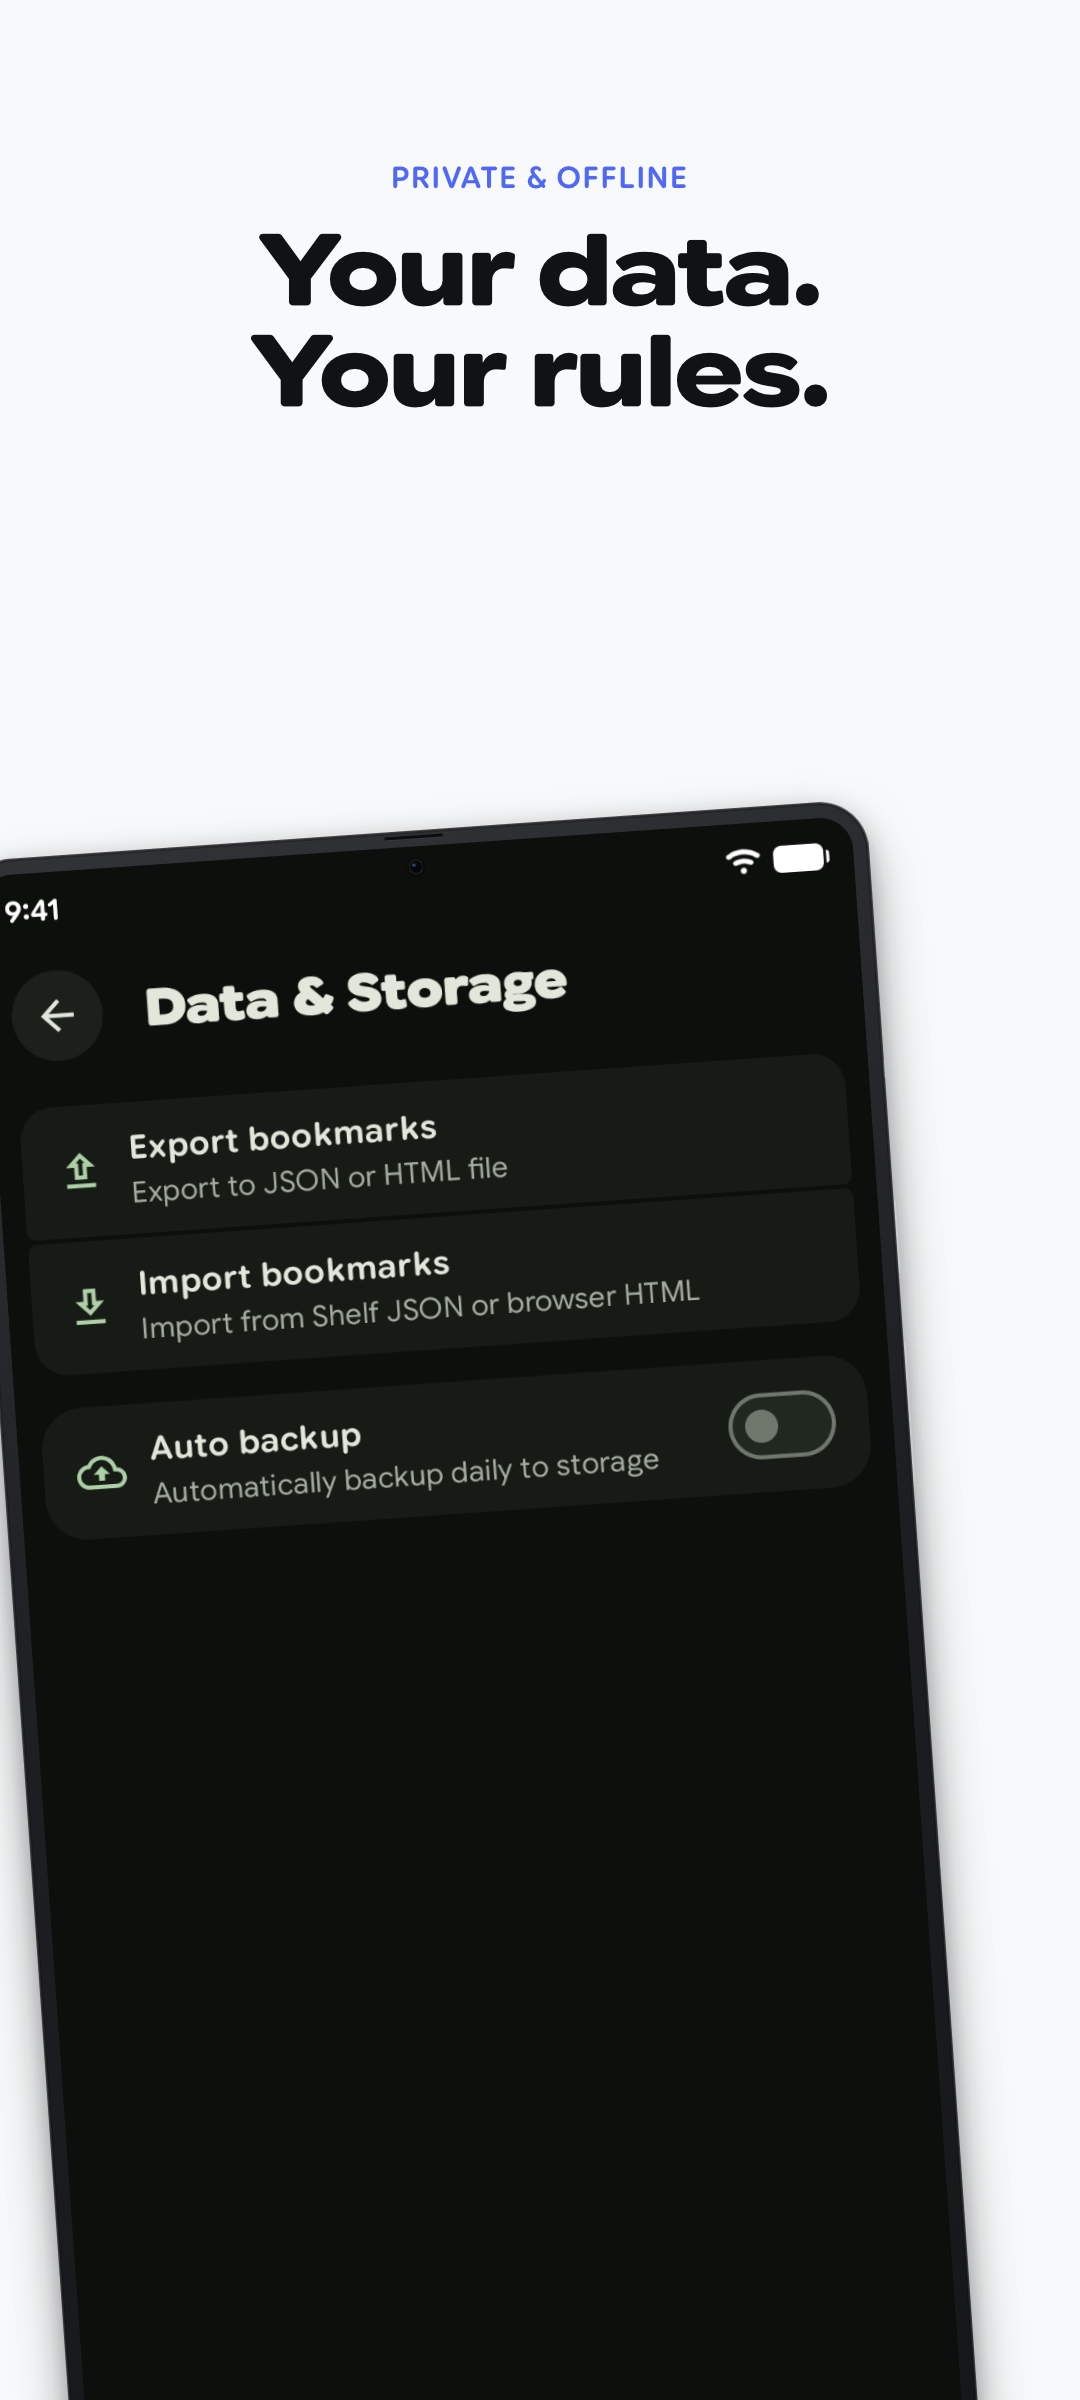 PRIVATE & OFFLINE
Your data.
Your rules.
9:41
Data & Storage
Export bookmarks
Export to JSON or HTML file
Import bookmarks
Import from Shelf JSON or browser HTML
Auto backup
Automatically backup daily to storage